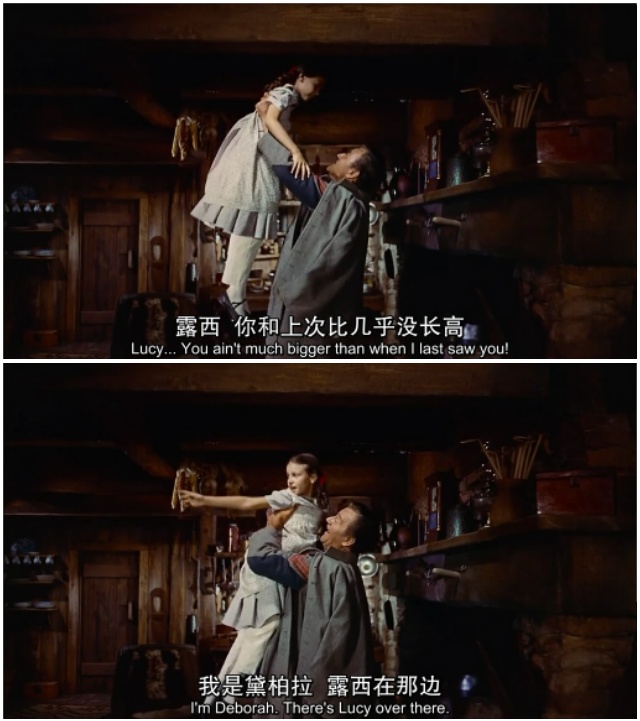 露西 你和上次比几乎没长高
Lucy... You ain't much bigger than when I last saw you!
我是黛柏拉 露西在那边
I'm Deborah. There's Lucy over there.